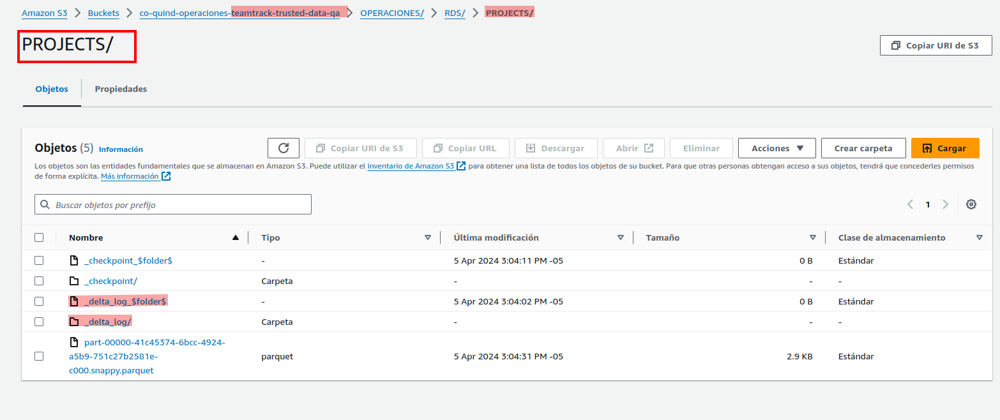 Amazon S3 > Buckets > co-quind-operaciones-teamtrack-trusted-data-qa > OPERACIONES/ > RDS/ > PROJECTS/
PROJECTS/
Copiar URI de S3
Objetos Propiedades
Objetos (5) Información
Copiar URI de S3 Copiar URL Descargar Abrir Eliminar Acciones Crear carpeta Cargar
Los objetos son las entidades fundamentales que se almacenan en Amazon S3. Puede utilizar el inventario de Amazon S3 para obtener una lista de todos los objetos de su bucket. Para que otras personas obtengan acceso a sus objetos, tendrá que concederles permisos
de forma explícita. Más información
Buscar objetos por prefijo
1
Nombre Tipo Última modificación Tamaño Clase de almacenamiento
_checkpoint_$folder$ - 5 Apr 2024 3:04:11 PM -05 0 B Estándar
_checkpoint/ Carpeta - - -
_delta_log_$folder$ - 5 Apr 2024 3:04:02 PM -05 0 B Estándar
_delta_log/ Carpeta - - -
part-00000-41c45374-6bcc-4924-
a5b9-751c27b2581e- parquet 5 Apr 2024 3:04:31 PM -05 2.9 KB Estándar
c000.snappy.parquet